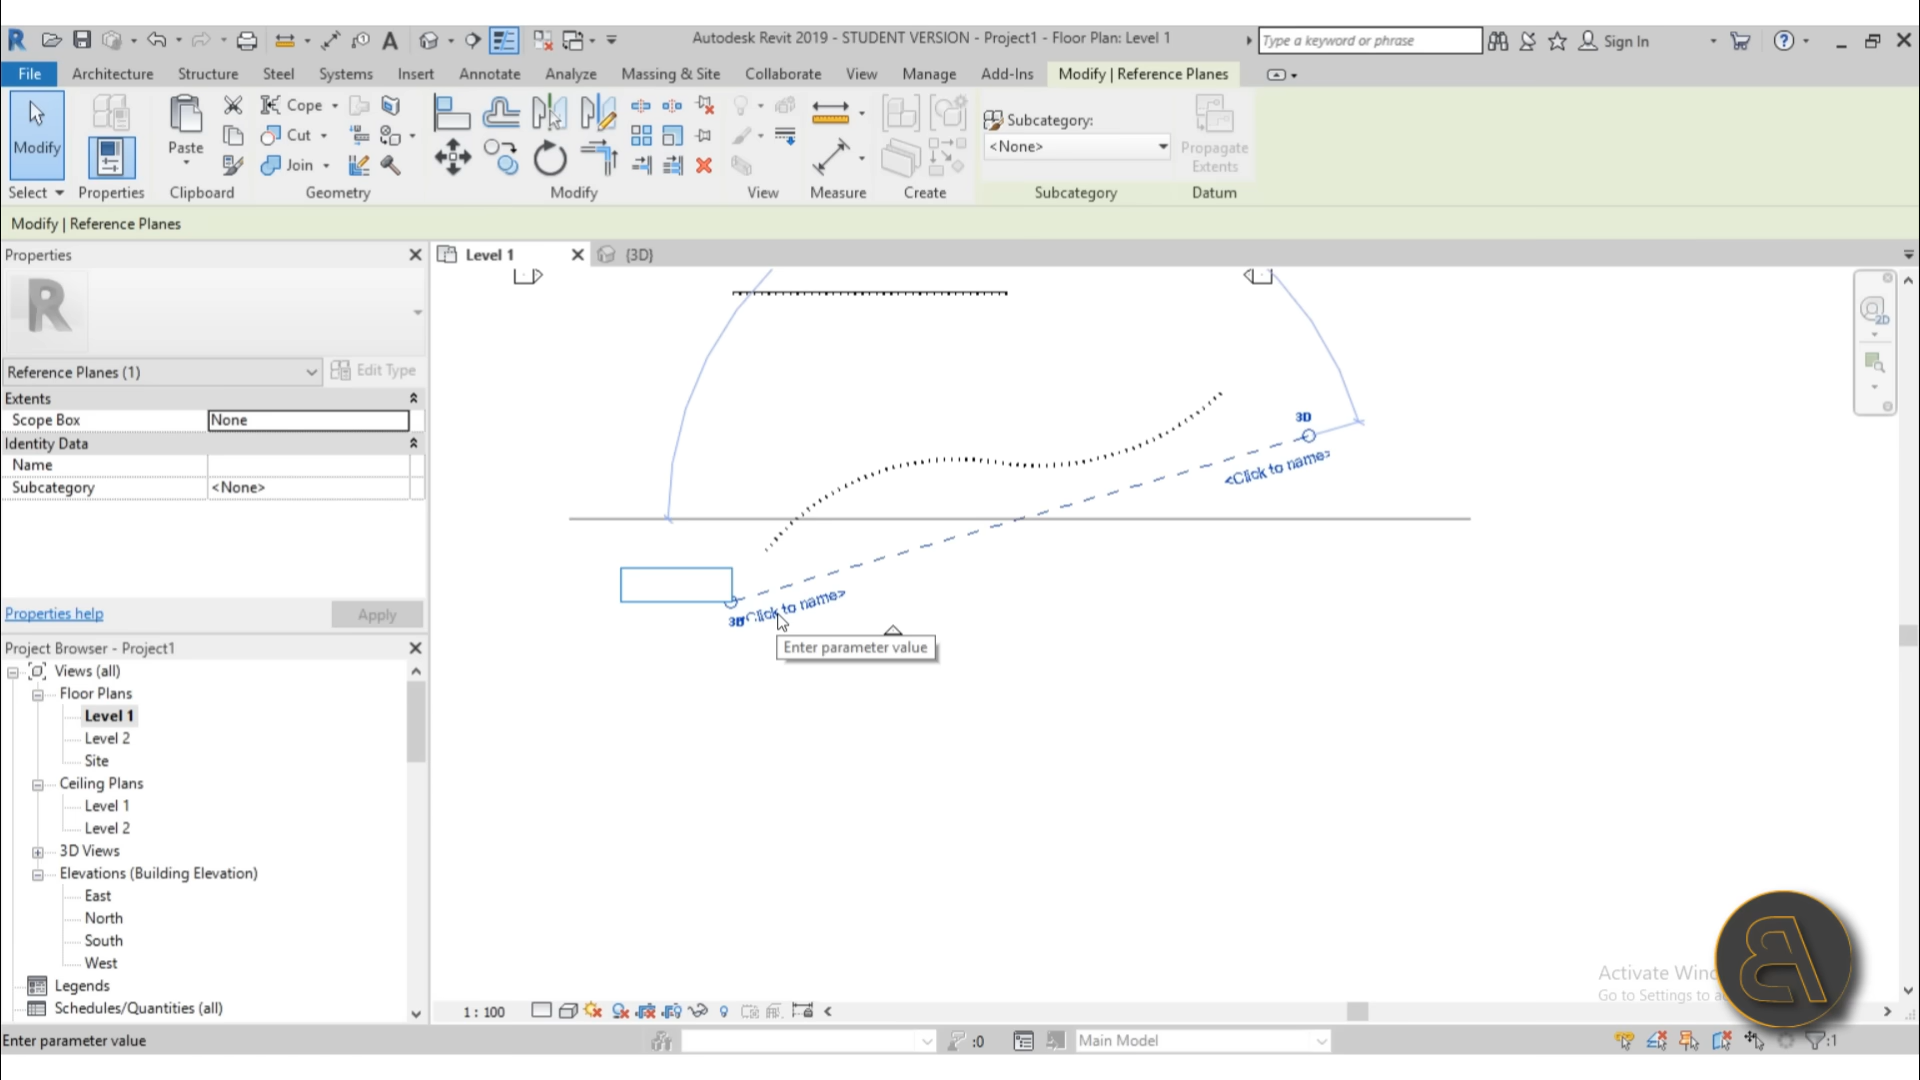 Autodesk Revit 2019 - STUDENT VERSION - Project1 - Floor Plan: Level 1
Type a keyword or phrase
Sign In
File
Architecture
Structure
Steel
Systems
Insert
Annotate
Analyze
Massing & Site
Collaborate
View
Manage
Add-Ins
Modify | Reference Planes
Modify
Paste
Cope
Cut
Join
Subcategory:
<None>
Propagate
Extents
Select
Properties
Clipboard
Geometry
Modify
View
Measure
Create
Subcategory
Datum
Modify | Reference Planes
Properties
Level 1
{3D}
2D
Reference Planes (1)
Edit Type
Extents
Scope Box
None
Identity Data
Name
Subcategory
<None>
3D
<Click to name>
3D
Click to name>
Enter parameter value
Properties help
Apply
Project Browser - Project1
Views (all)
Floor Plans
Level 1
Level 2
Site
Ceiling Plans
Level 1
Level 2
3D Views
Elevations (Building Elevation)
East
North
South
West
Legends
Schedules/Quantities (all)
Activate
Go to Settings to
1 : 100
Enter parameter value
:0
Main Model
:1